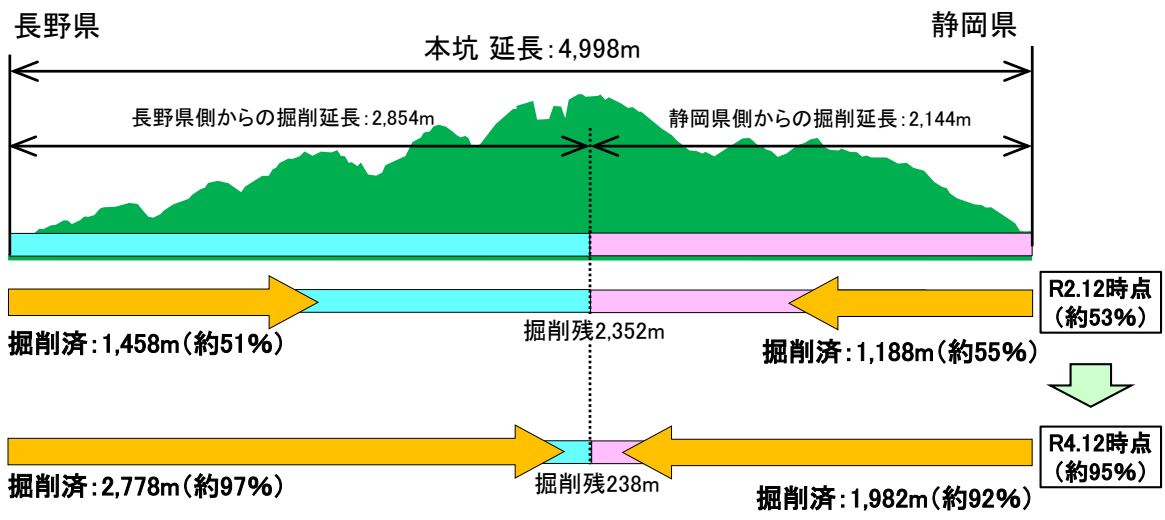 長野県
静岡県
本坑 延長：4,998m
長野県側からの掘削延長：2,854m
静岡県側からの掘削延長：2,144m
R2.12時点
（約53%）
掘削残2,352m
掘削済：1,458m（約51%）
掘削済：1,188m（約55%）
R4.12時点
（約95%）
掘削残238m
掘削済：2,778m（約97%）
掘削済：1,982m（約92%）